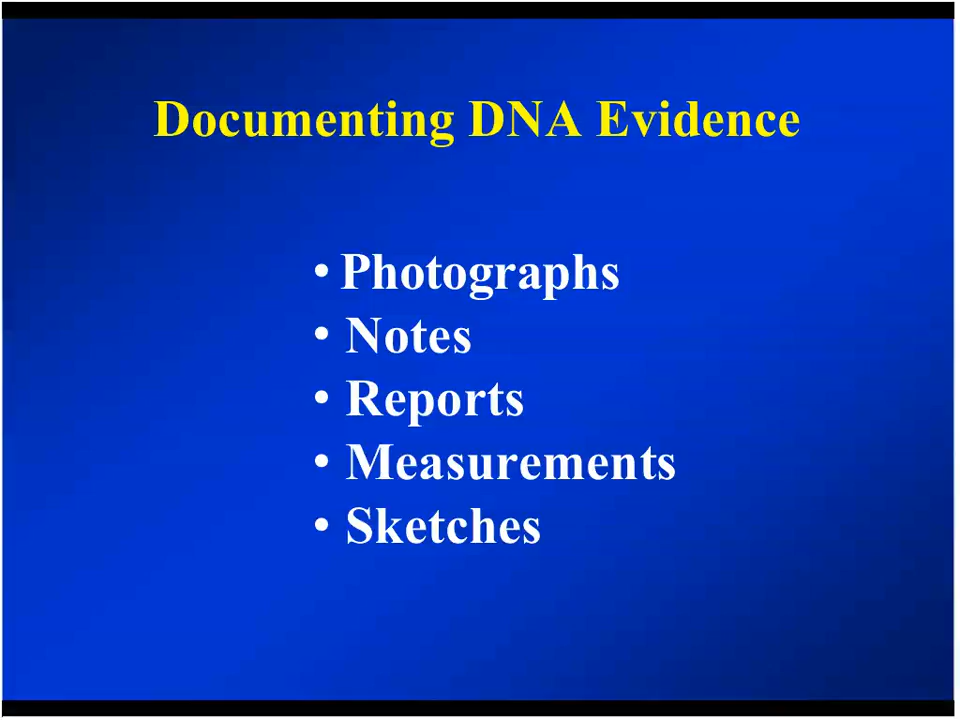 Documenting DNA Evidence
• Photographs
• Notes
• Reports
• Measurements
• Sketches